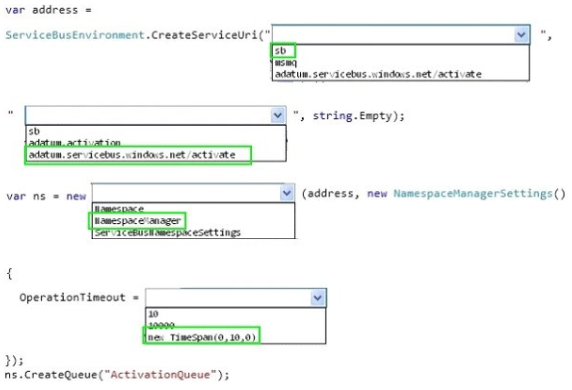 var address =
ServiceBusEnvironment.CreateServiceUri(" ",
sb
msmq
adatum.servicebus.windows.net/activate
" ", string.Empty);
sb
adatum.activation
adatum.servicebus.windows.net/activate
var ns = new (address, new NamespaceManagerSettings()
Namespace
NamespaceManager
ServiceBusNamespaceSettings
{
OperationTimeout =
10
10000
new TimeSpan(0,10,0)
});
ns.CreateQueue("ActivationQueue");